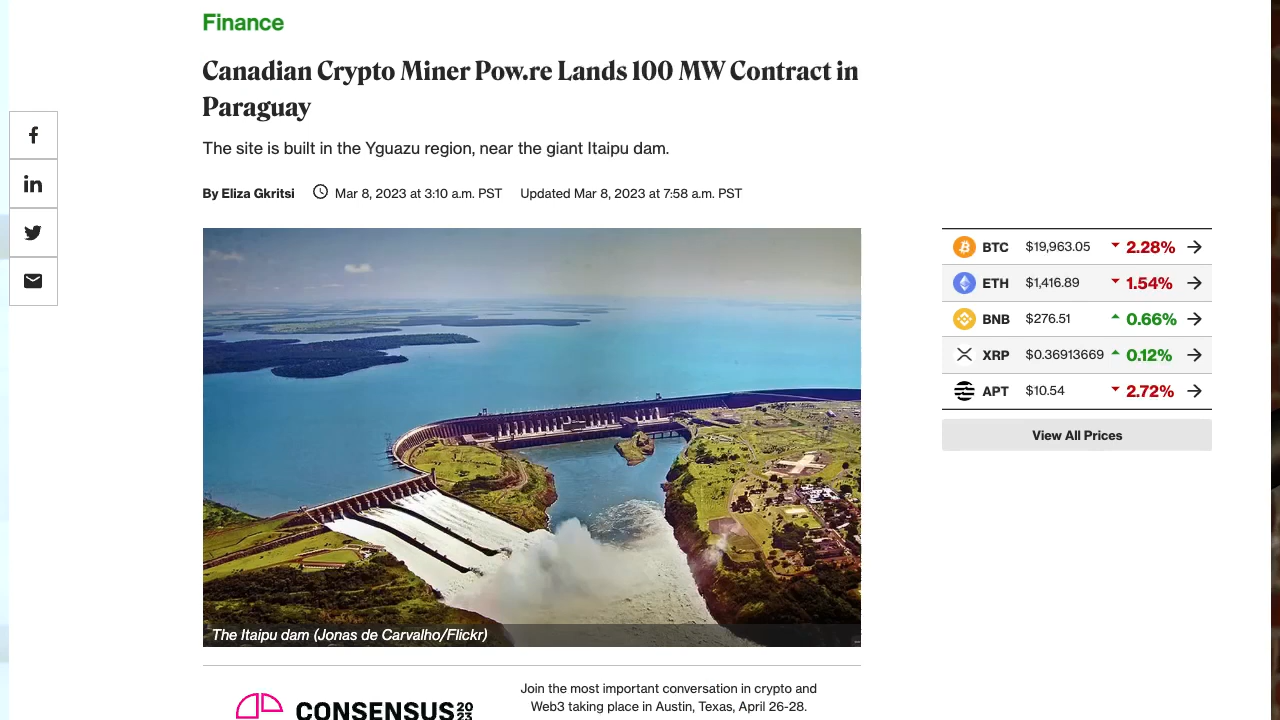 Finance
Canadian Crypto Miner Pow.re Lands 100 MW Contract in
Paraguay
The site is built in the Yguazu region, near the giant Itaipu dam.
By Eliza Gkritsi Mar 8, 2023 at 3:10 a.m. PST Updated Mar 8, 2023 at 7:58 a.m. PST
BTC $19,963.05 2.28%
ETH $1,416.89 1.54%
BNB $276.51 0.66%
XRP $0.36913669 0.12%
APT $10.54 2.72%
View All Prices
The Itaipu dam (Jonas de Carvalho/Flickr)
CONSENSUS 2023
Join the most important conversation in crypto and
Web3 taking place in Austin, Texas, April 26-28.